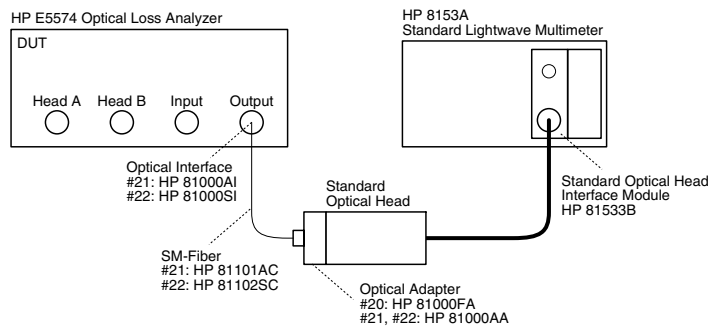 HP E5574 Optical Loss Analyzer
DUT
Head A
Head B
Input
Output
HP 8153A
Standard Lightwave Multimeter
Optical Interface
#21: HP 81000AI
#22: HP 81000SI
Standard
Optical Head
Standard Optical Head
Interface Module
HP 81533B
SM-Fiber
#21: HP 81101AC
#22: HP 81102SC
Optical Adapter
#20: HP 81000FA
#21, #22: HP 81000AA